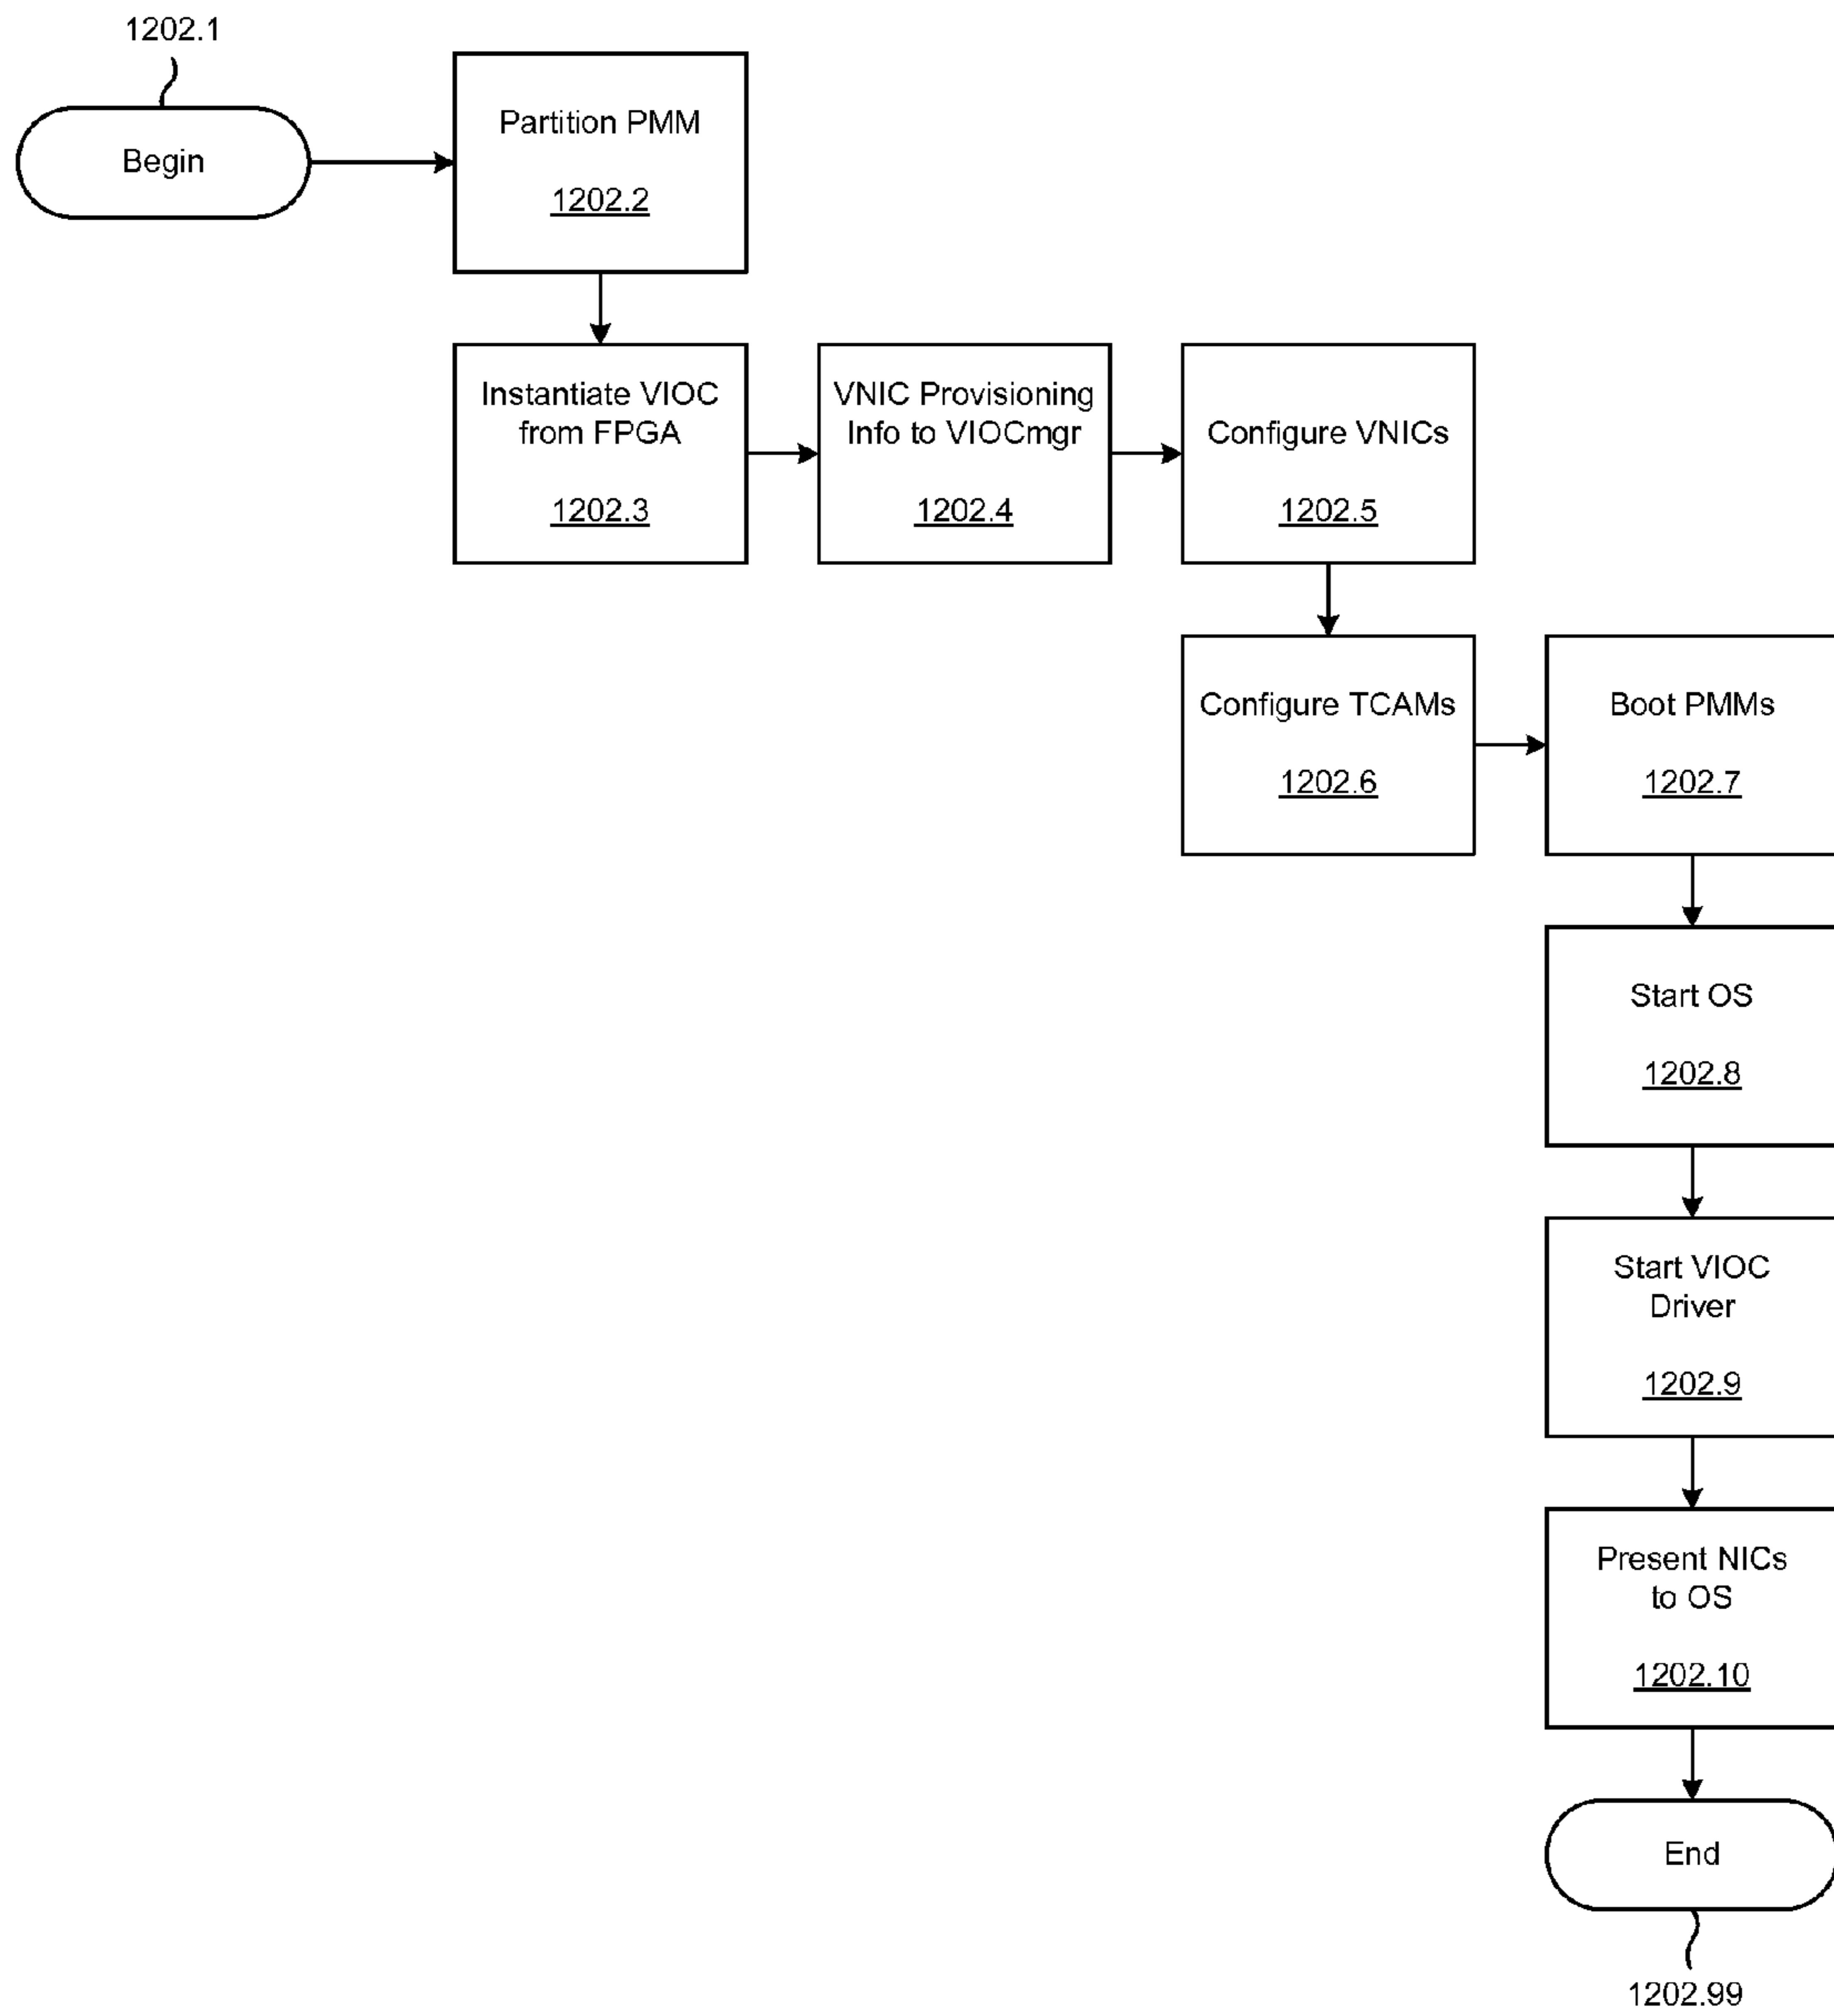 1202.1
Begin
Partition PMM
1202.2
Instantiate VIOC
from FPGA
1202.3
VNIC Provisioning
Info to VIOCmgr
1202.4
Configure VNICs
1202.5
Configure TCAMs
1202.6
Boot PMMs
1202.7
Start OS
1202.8
Start VIOC
Driver
1202.9
Present NICs
to OS
1202.10
End
1202.99